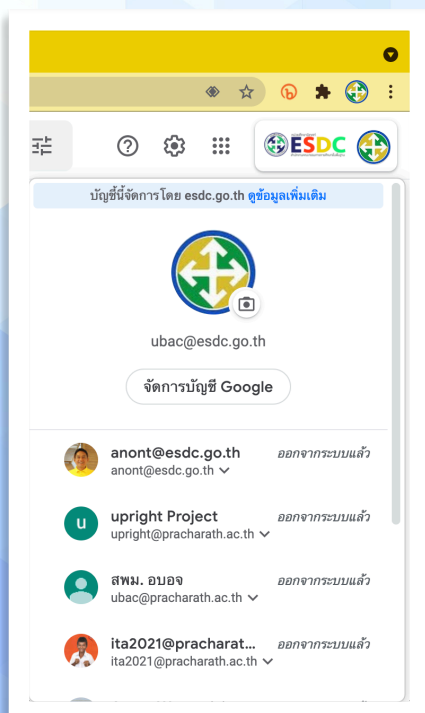 ESDC
บัญชีนี้จัดการโดย esdc.go.th ดูข้อมูลเพิ่มเติม
ubac@esdc.go.th
จัดการบัญชี Google
anont@esdc.go.th ออกจากระบบแล้ว
anont@esdc.go.th
u upright Project ออกจากระบบแล้ว
upright@pracharath.ac.th
สพม. อบอจ ออกจากระบบแล้ว
ubac@pracharath.ac.th
ita2021@pracharat... ออกจากระบบแล้ว
ita2021@pracharath.ac.th